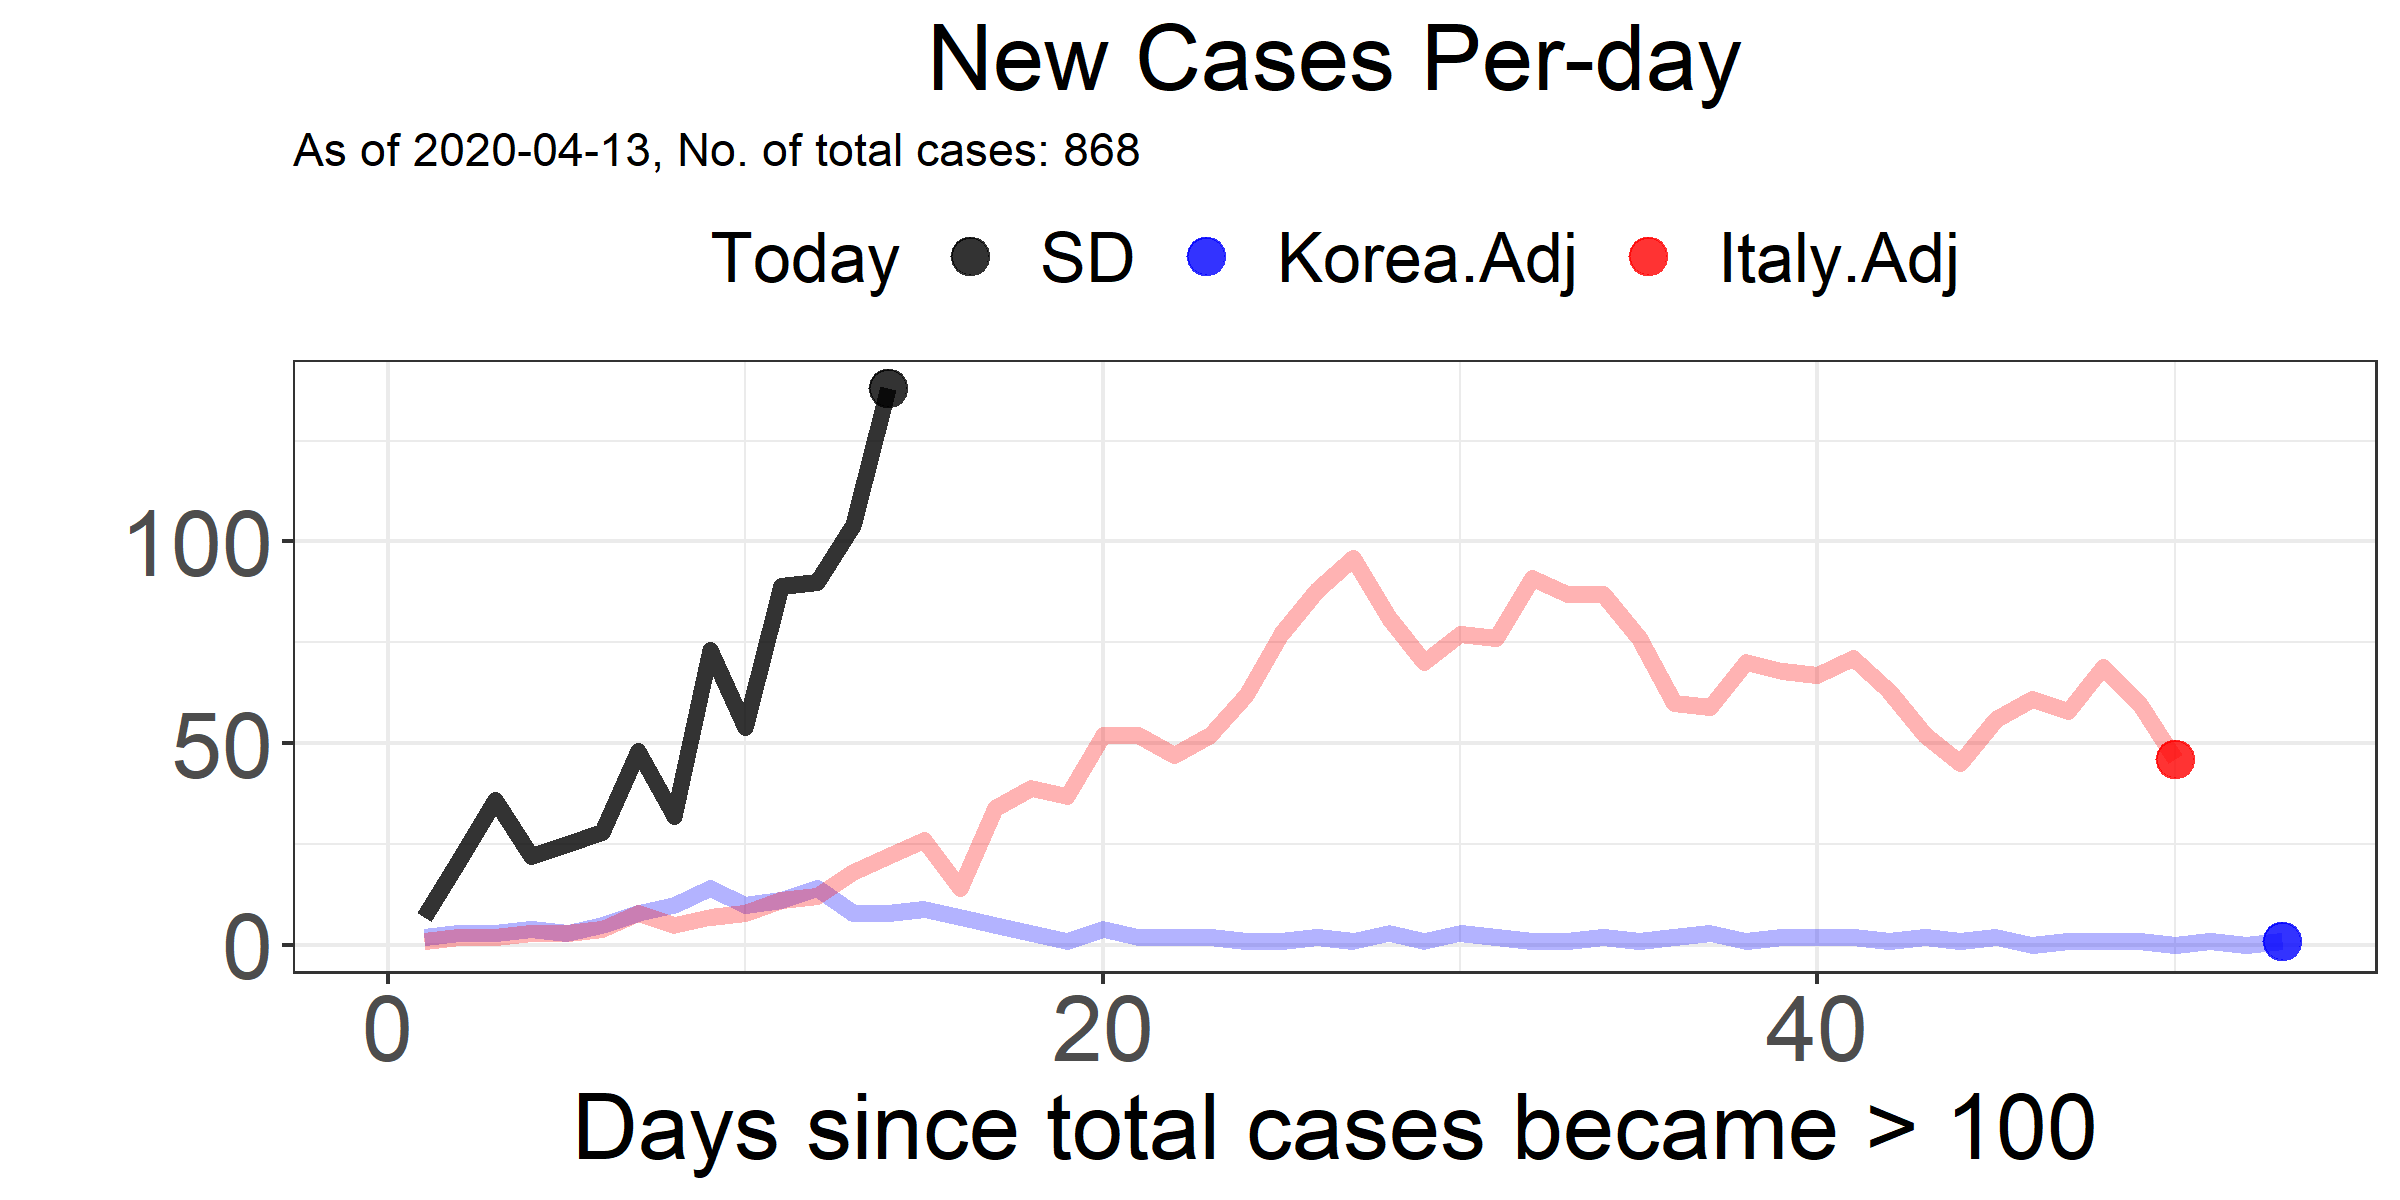 New Cases Per-day
As of 2020-04-13, No. of total cases: 868
Today SD Korea.Adj Italy.Adj
100
50
0
0 20 40
Days since total cases became > 100